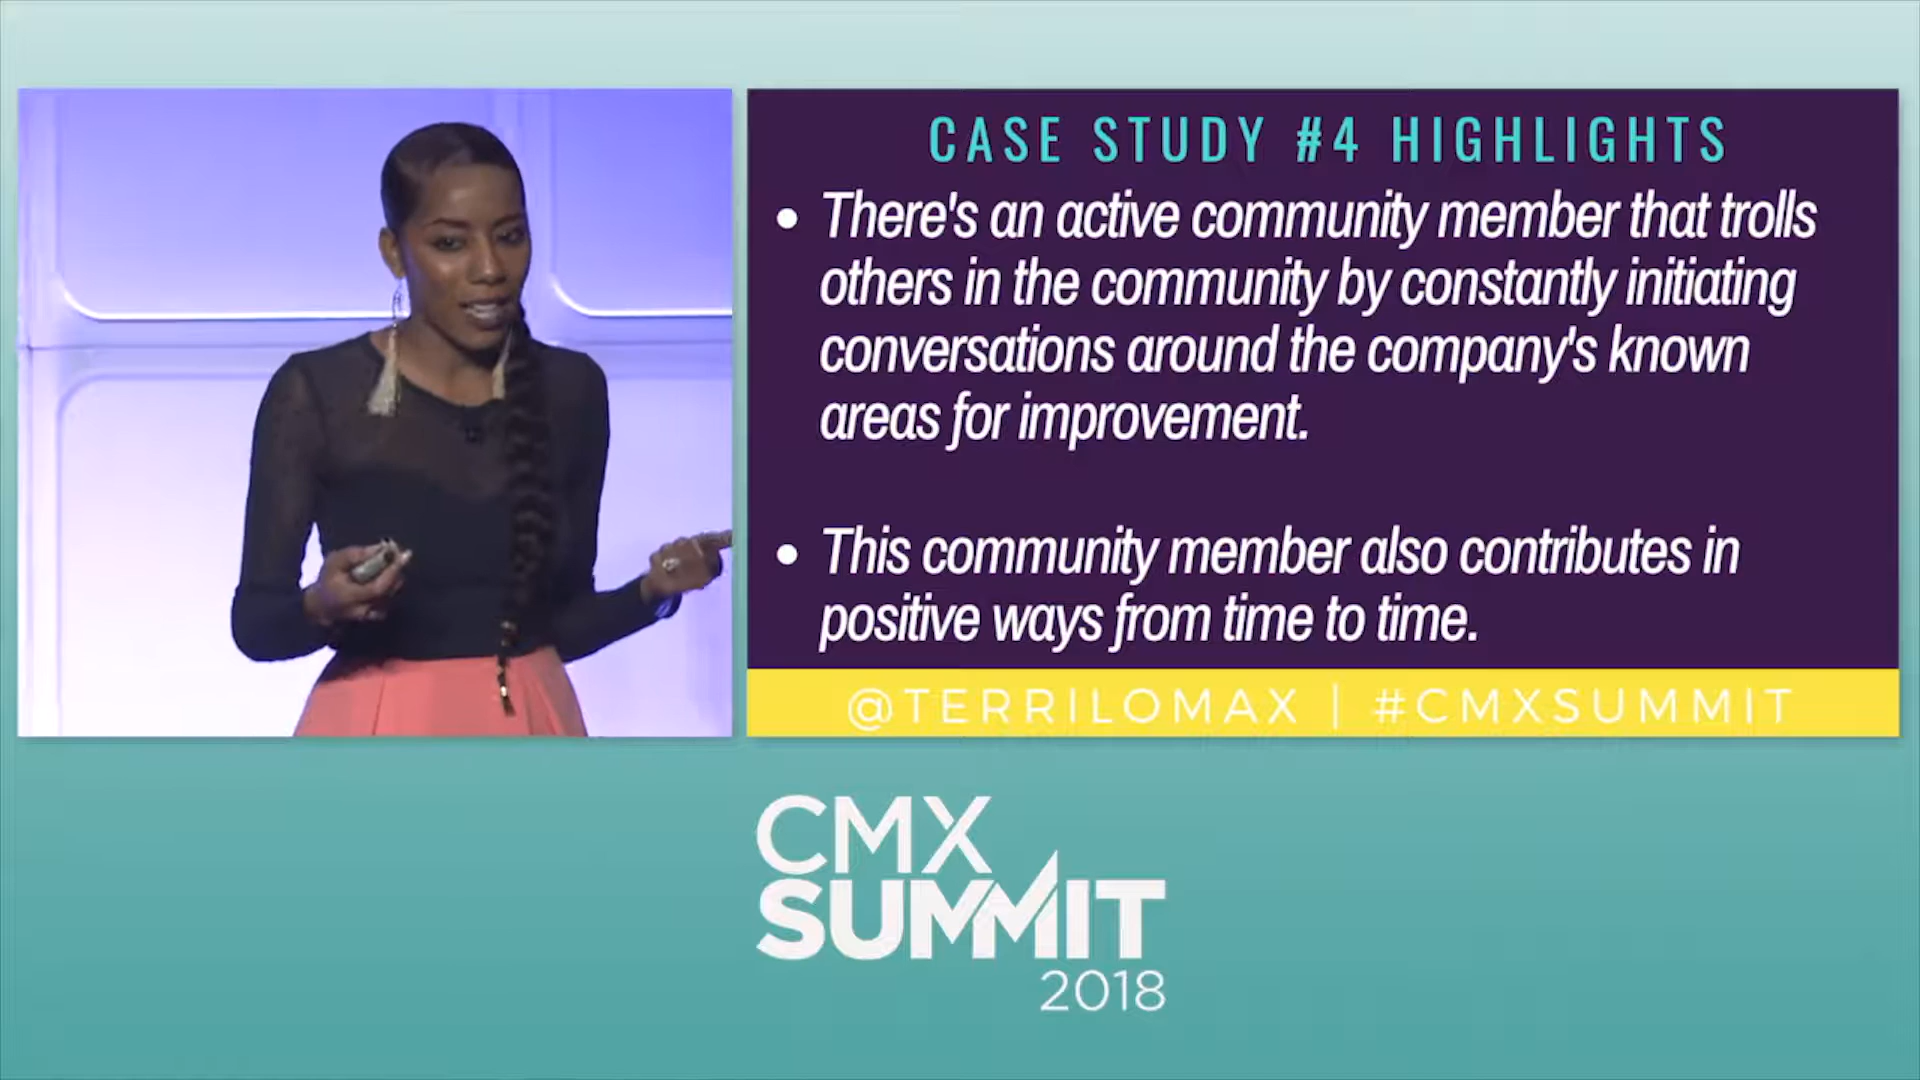 CASE STUDY #4 HIGHLIGHTS
• There's an active community member that trolls
others in the community by constantly initiating
conversations around the company's known
areas for improvement.
• This community member also contributes in
positive ways from time to time.
@TERRILOMAX | #CMXSUMMIT
CMX
SUMMIT
2018